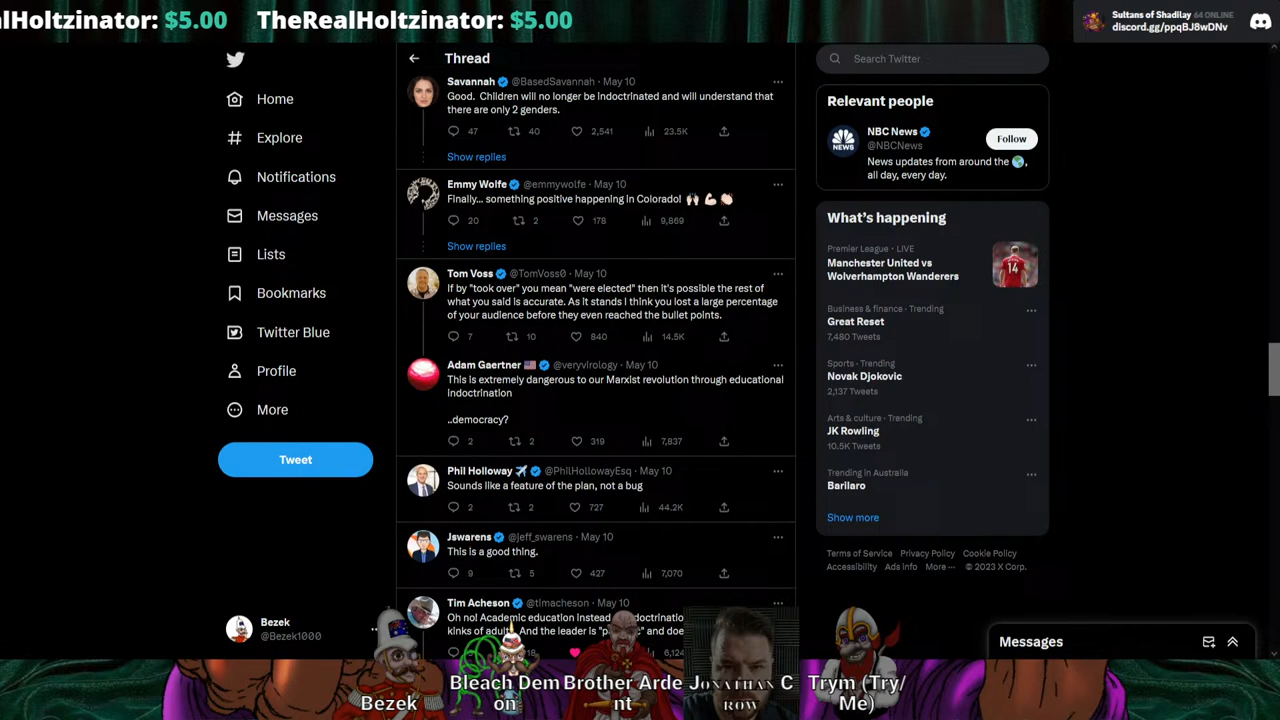 alHoltzinator: $5.00 TheRealHoltzinator: $5.00
Sultans of Shadilay 64 ONLINE
discord.gg/ppqBJ8wDNv
Home
Explore
Notifications
Messages
Lists
Bookmarks
Twitter Blue
Profile
More
Tweet
Bezek
@Bezek1000
Thread
Savannah @BasedSavannah · May 10
Good. Children will no longer be indoctrinated and will understand that
there are only 2 genders.
47 40 2,541 23.5K
Show replies
Emmy Wolfe @emmywolfe · May 10
Finally... something positive happening in Colorado! 🙌🏻 💪🏻 👏🏻
20 2 178 9,869
Show replies
Tom Voss @TomVoss0 · May 10
If by "took over" you mean "were elected" then it's possible the rest of
what you said is accurate. As it stands I think you lost a large percentage
of your audience before they even reached the bullet points.
7 10 840 14.5K
Adam Gaertner 🇺🇸 @veryvirology · May 10
This is extremely dangerous to our Marxist revolution through educational
indoctrination
..democracy?
2 2 319 7,837
Phil Holloway ✈️ @PhilHollowayEsq · May 10
Sounds like a feature of the plan, not a bug
2 2 727 44.2K
Jswarens @jeff_swarens · May 10
This is a good thing.
9 5 427 7,070
Tim Acheson @timacheson · May 10
Oh no! Academic education instead
kinks of adul And the leader is "p and doe
18 6,124
Search Twitter
Relevant people
NBC News
@NBCNews
Follow
News updates from around the 🌎,
all day, every day.
What's happening
Premier League · LIVE
Manchester United vs
Wolverhampton Wanderers
14
Business & finance · Trending
Great Reset
7,480 Tweets
Sports · Trending
Novak Djokovic
2,137 Tweets
Arts & culture · Trending
JK Rowling
10.5K Tweets
Trending in Australia
Barilaro
Show more
Terms of Service Privacy Policy Cookie Policy
Accessibility Ads info More ··· © 2023 X Corp.
Messages
Bezek
Bleach Dem
on
Brother Arde
nt
Jonathan C
row
Trym (Try/
Me)